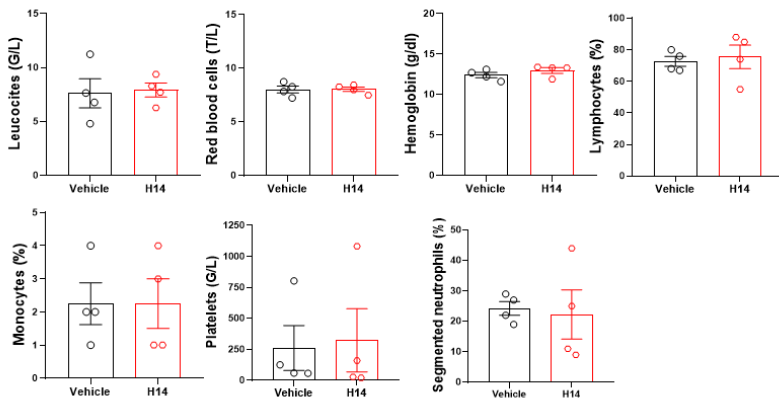 Leucocites (G/L)
15
10
5
0
Vehicle
H14
Red blood cells (T/L)
15
10
5
0
Vehicle
H14
Hemoglobin (g/dl)
20
15
10
5
0
Vehicle
H14
Lymphocytes (%)
100
80
60
40
20
0
Vehicle
H14
Monocytes (%)
5
4
3
2
1
0
Vehicle
H14
Platelets (G/L)
1250
1000
750
500
250
0
Vehicle
H14
Segmented neutrophils (%)
50
40
30
20
10
0
Vehicle
H14